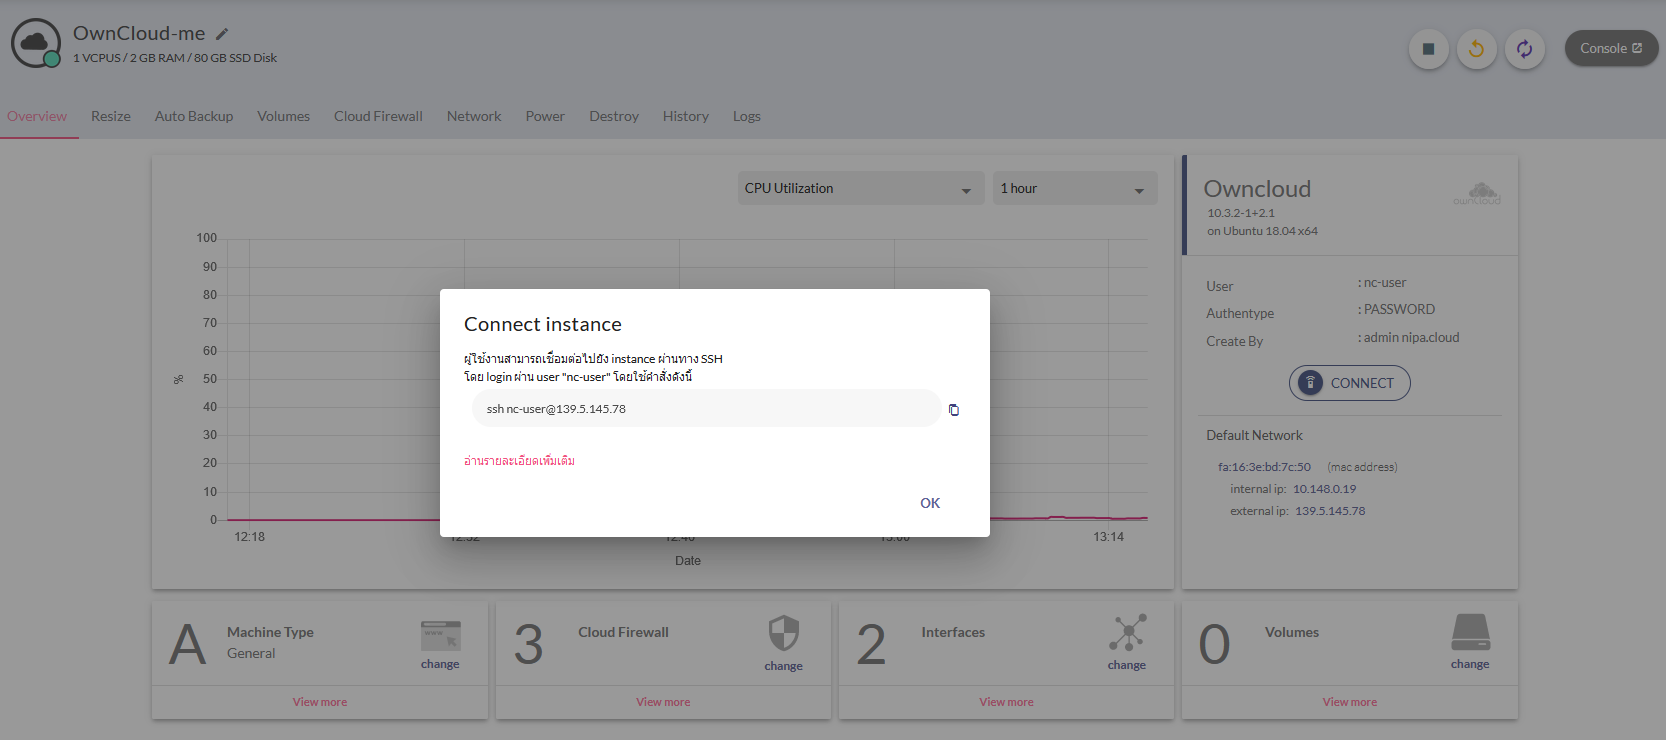 OwnCloud-me
1 VCPUS / 2 GB RAM / 80 GB SSD Disk
Console
Overview
Resize
Auto Backup
Volumes
Cloud Firewall
Network
Power
Destroy
History
Logs
CPU Utilization
1 hour
100
90
80
70
60
50
40
30
20
10
0
%
12:18
13:14
Date
Connect instance
ผู้ใช้งานสามารถเชื่อมต่อไปยัง instance ผ่านทาง SSH
โดย login ผ่าน user "nc-user" โดยใช้คำสั่งดังนี้
ssh nc-user@139.5.145.78
อ่านรายละเอียดเพิ่มเติม
OK
Owncloud
ownCloud
10.3.2-1+2.1
on Ubuntu 18.04 x64
User : nc-user
Authentype : PASSWORD
Create By : admin nipa.cloud
CONNECT
Default Network
fa:16:3e:bd:7c:50 (mac address)
internal ip: 10.148.0.19
external ip: 139.5.145.78
A
Machine Type
General
www
change
View more
3
Cloud Firewall
change
View more
2
Interfaces
change
View more
0
Volumes
change
View more